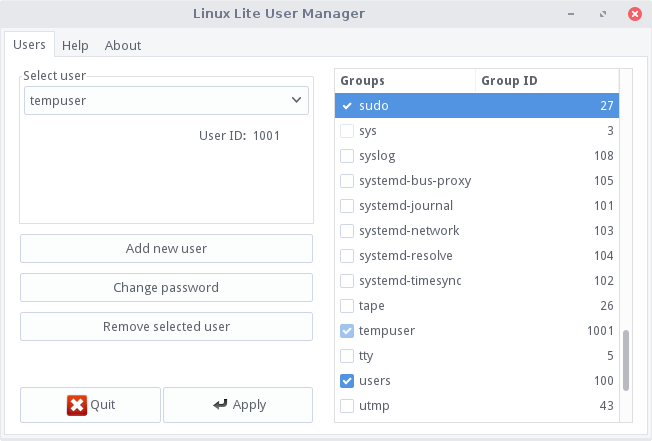 Linux Lite User Manager
Users Help About
Select user
tempuser
User ID: 1001
Add new user
Change password
Remove selected user
Quit Apply
Groups Group ID
sudo 27
sys 3
syslog 108
systemd-bus-proxy 105
systemd-journal 101
systemd-network 103
systemd-resolve 104
systemd-timesync 102
tape 26
tempuser 1001
tty 5
users 100
utmp 43